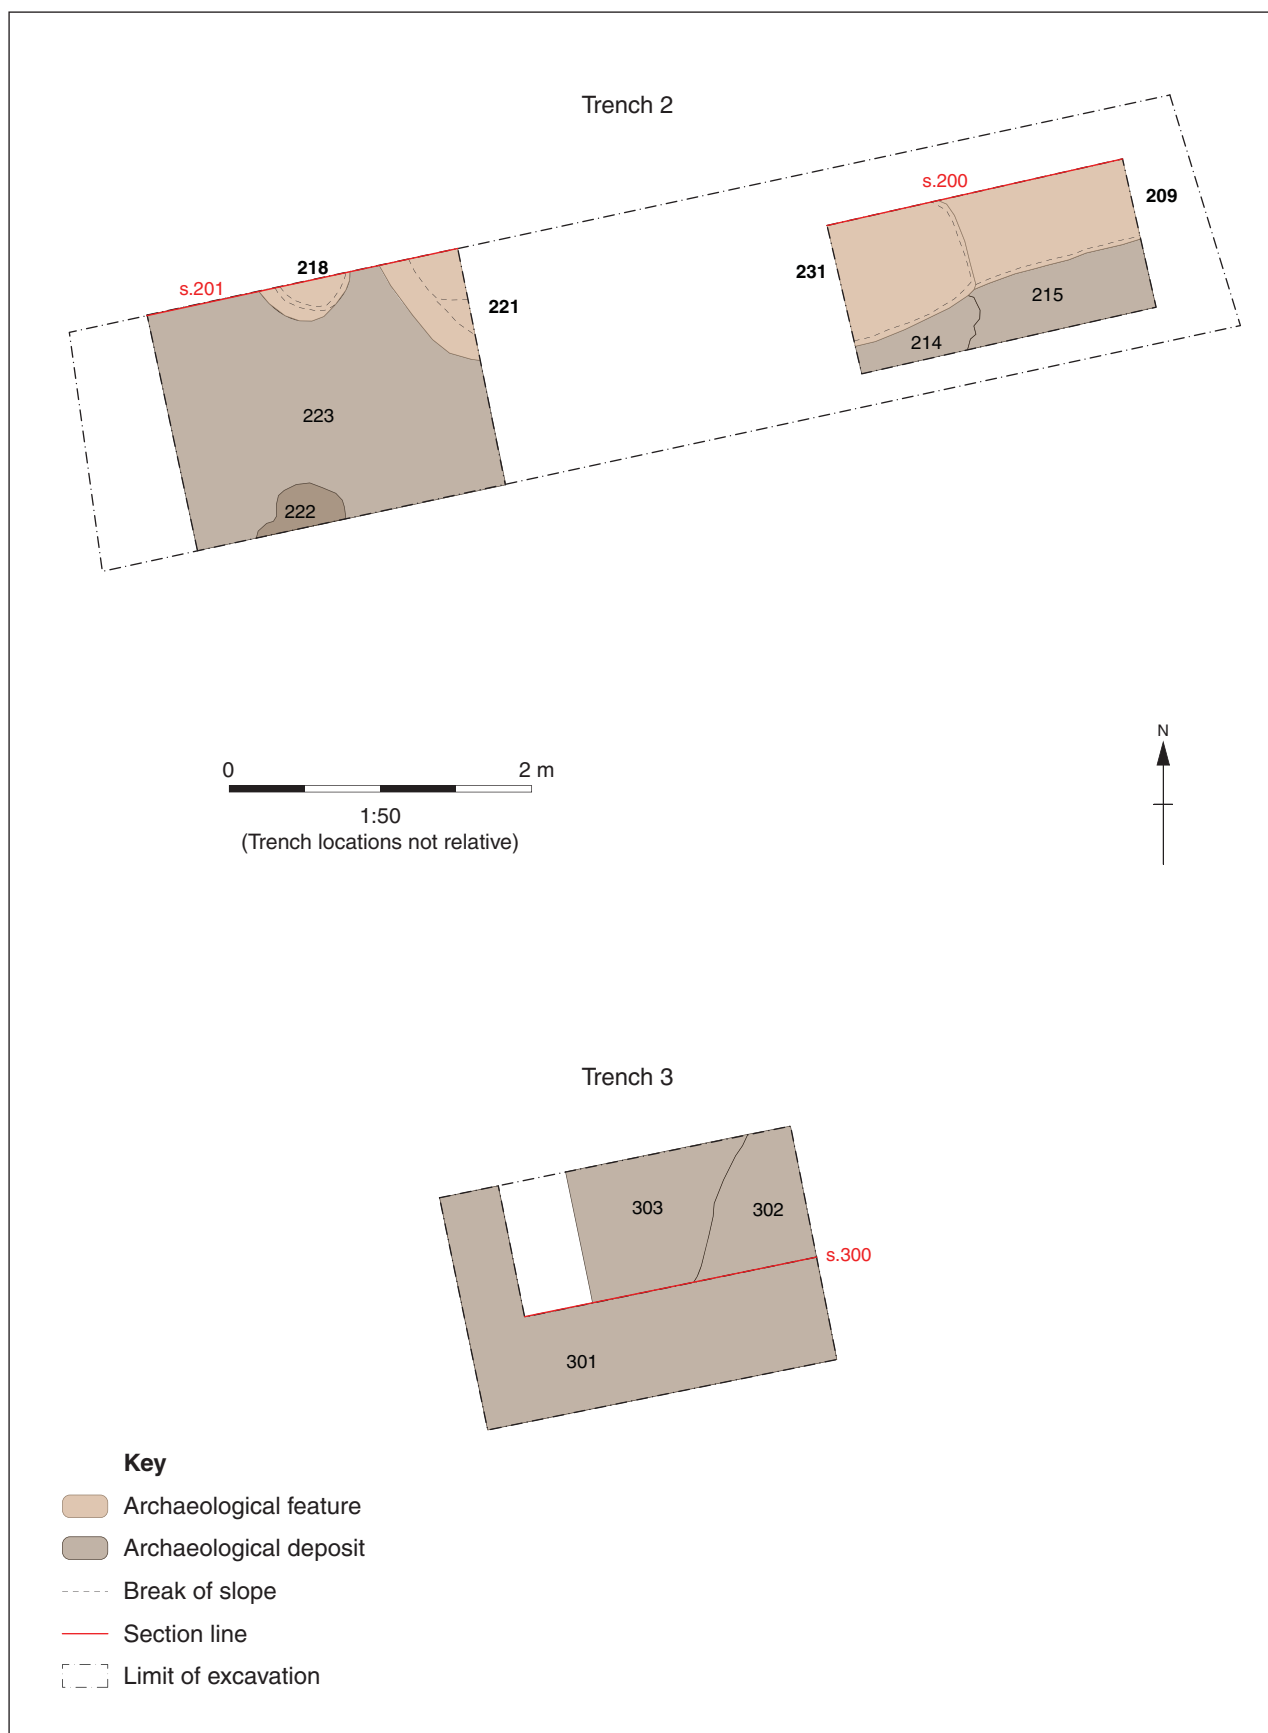 Trench 2
s.200
209
218
s.201
231
221
215
214
223
222
N
0 2 m
1:50
(Trench locations not relative)
Trench 3
303
302
s.300
301
Key
Archaeological feature
Archaeological deposit
Break of slope
Section line
Limit of excavation